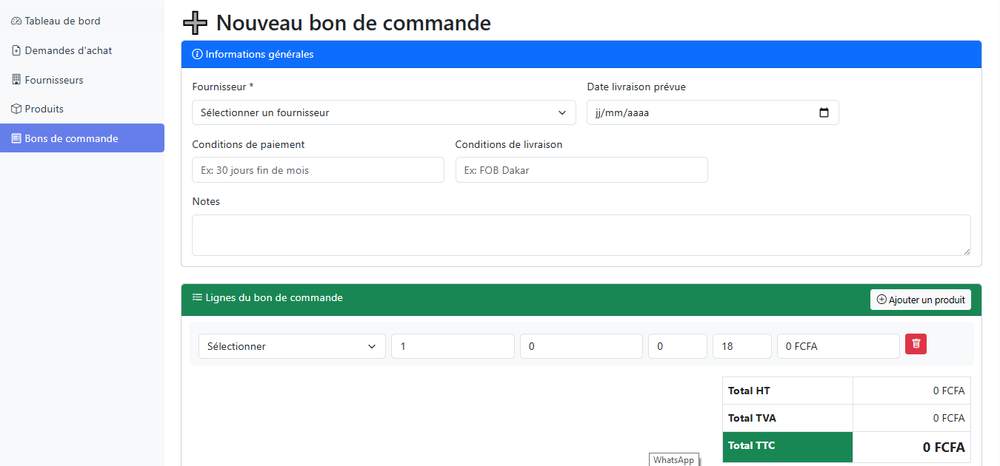 Tableau de bord
Demandes d'achat
Fournisseurs
Produits
Bons de commande
Nouveau bon de commande
Informations générales
Fournisseur *
Date livraison prévue
Sélectionner un fournisseur
jj/mm/aaaa
Conditions de paiement
Conditions de livraison
Ex: 30 jours fin de mois
Ex: FOB Dakar
Notes
Lignes du bon de commande
Ajouter un produit
Sélectionner 1 0 0 18 0 FCFA
Total HT 0 FCFA
Total TVA 0 FCFA
Total TTC 0 FCFA
WhatsApp